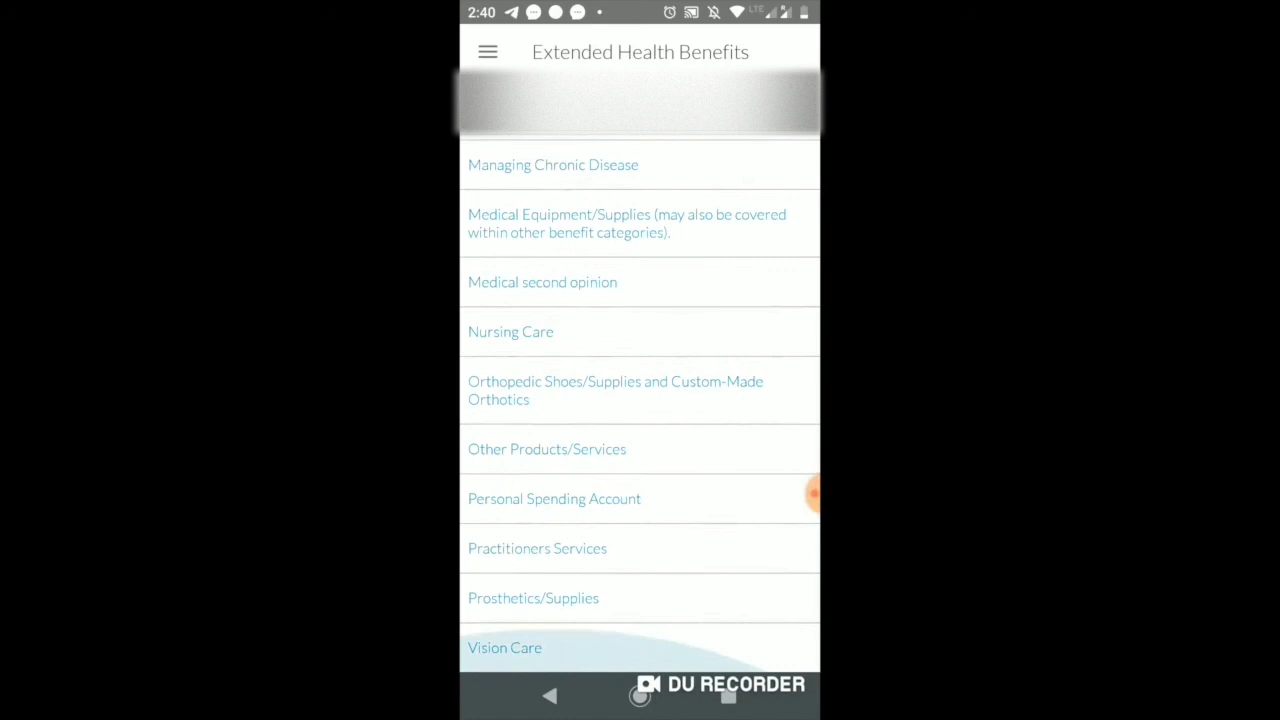 2:40
LTE
Extended Health Benefits
Managing Chronic Disease
Medical Equipment/Supplies (may also be covered
within other benefit categories).
Medical second opinion
Nursing Care
Orthopedic Shoes/Supplies and Custom-Made
Orthotics
Other Products/Services
Personal Spending Account
Practitioners Services
Prosthetics/Supplies
Vision Care
DU RECORDER